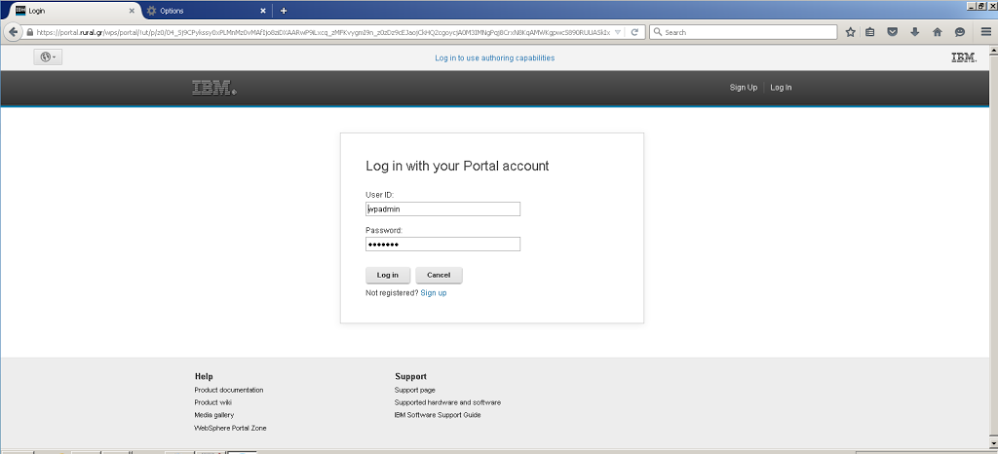 Login
Options
https://portal.rural.gr/wps/portal/!ut/p/z0/
Search
Log in to use authoring capabilities
IBM.
IBM.
Sign Up
Log In
Log in with your Portal account
User ID:
wpadmin
Password:
•••••••
Log in
Cancel
Not registered? Sign up
Help
Support
Product documentation
Support page
Product wiki
Supported hardware and software
Media gallery
IBM Software Support Guide
WebSphere Portal Zone